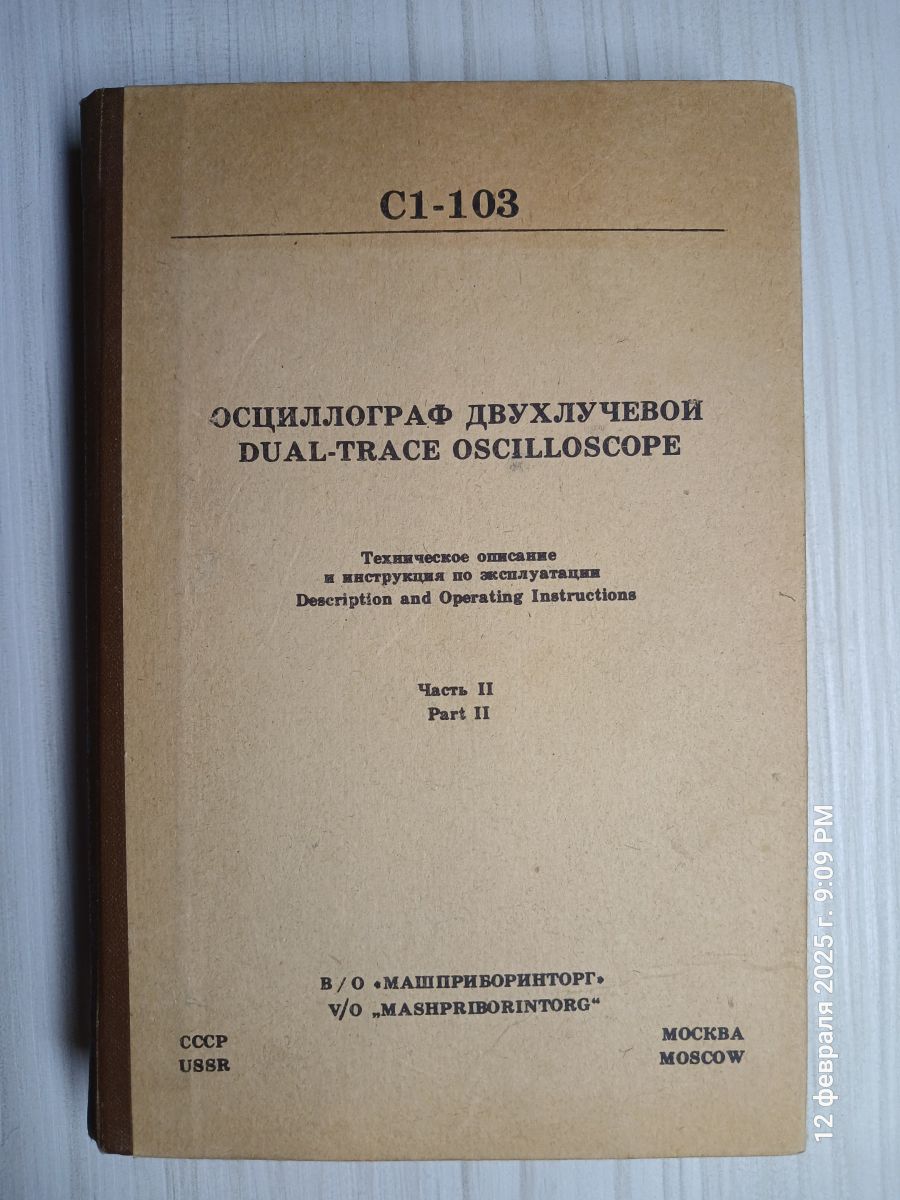 С1-103
ОСЦИЛЛОГРАФ ДВУХЛУЧЕВОЙ
DUAL-TRACE OSCILLOSCOPE
Техническое описание
и инструкция по эксплуатации
Description and Operating Instructions
Часть II
Part II
В/О «МАШПРИБОРИНТОРГ»
V/O „MASHPRIBORINTORG“
СССР
USSR
МОСКВА
MOSCOW
12 февраля 2025 г. 9:09 PM